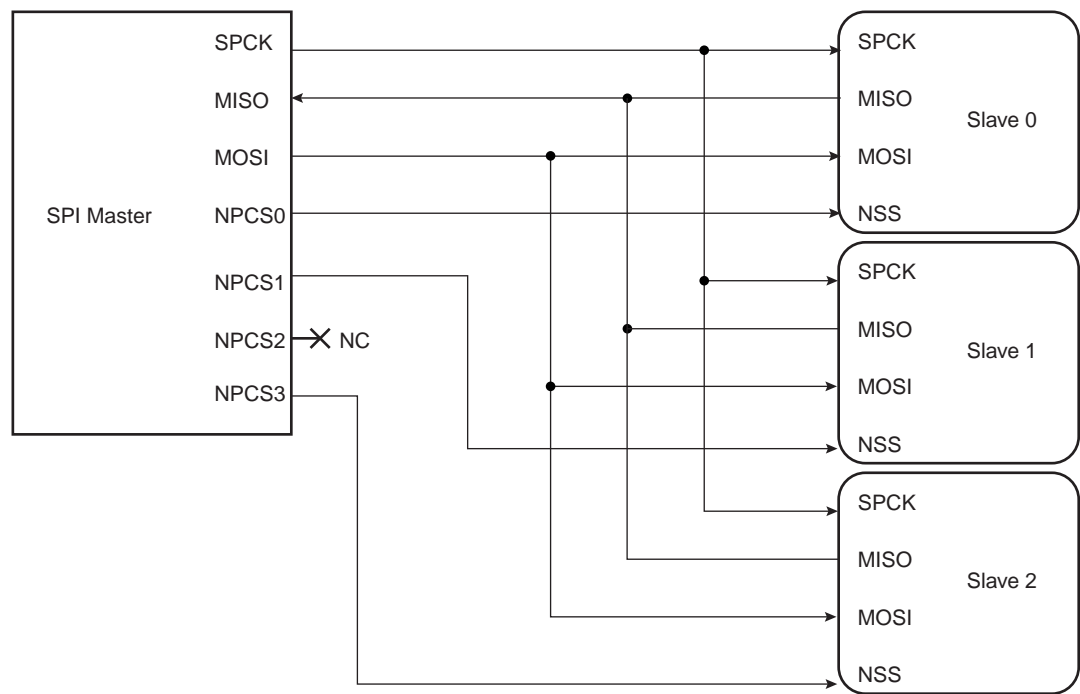 SPI Master
SPCK
MISO
MOSI
NPCS0
NPCS1
NPCS2
NC
NPCS3
SPCK
MISO
Slave 0
MOSI
NSS
SPCK
MISO
Slave 1
MOSI
NSS
SPCK
MISO
Slave 2
MOSI
NSS